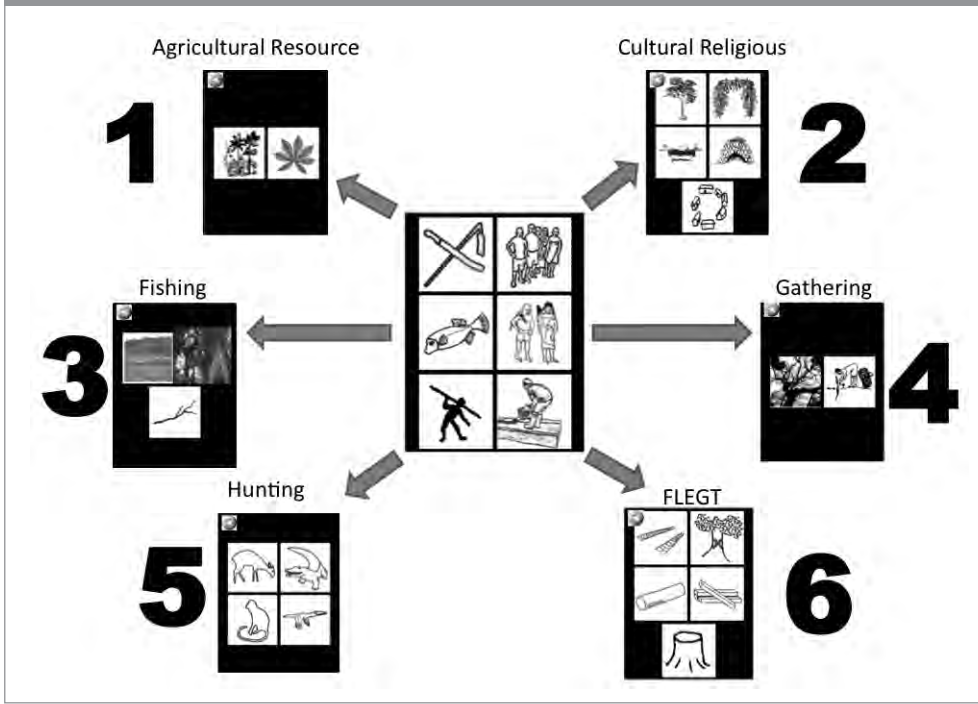 Agricultural Resource
Cultural Religious
1
2
Fishing
Gathering
3
4
Hunting
FLEGT
5
6